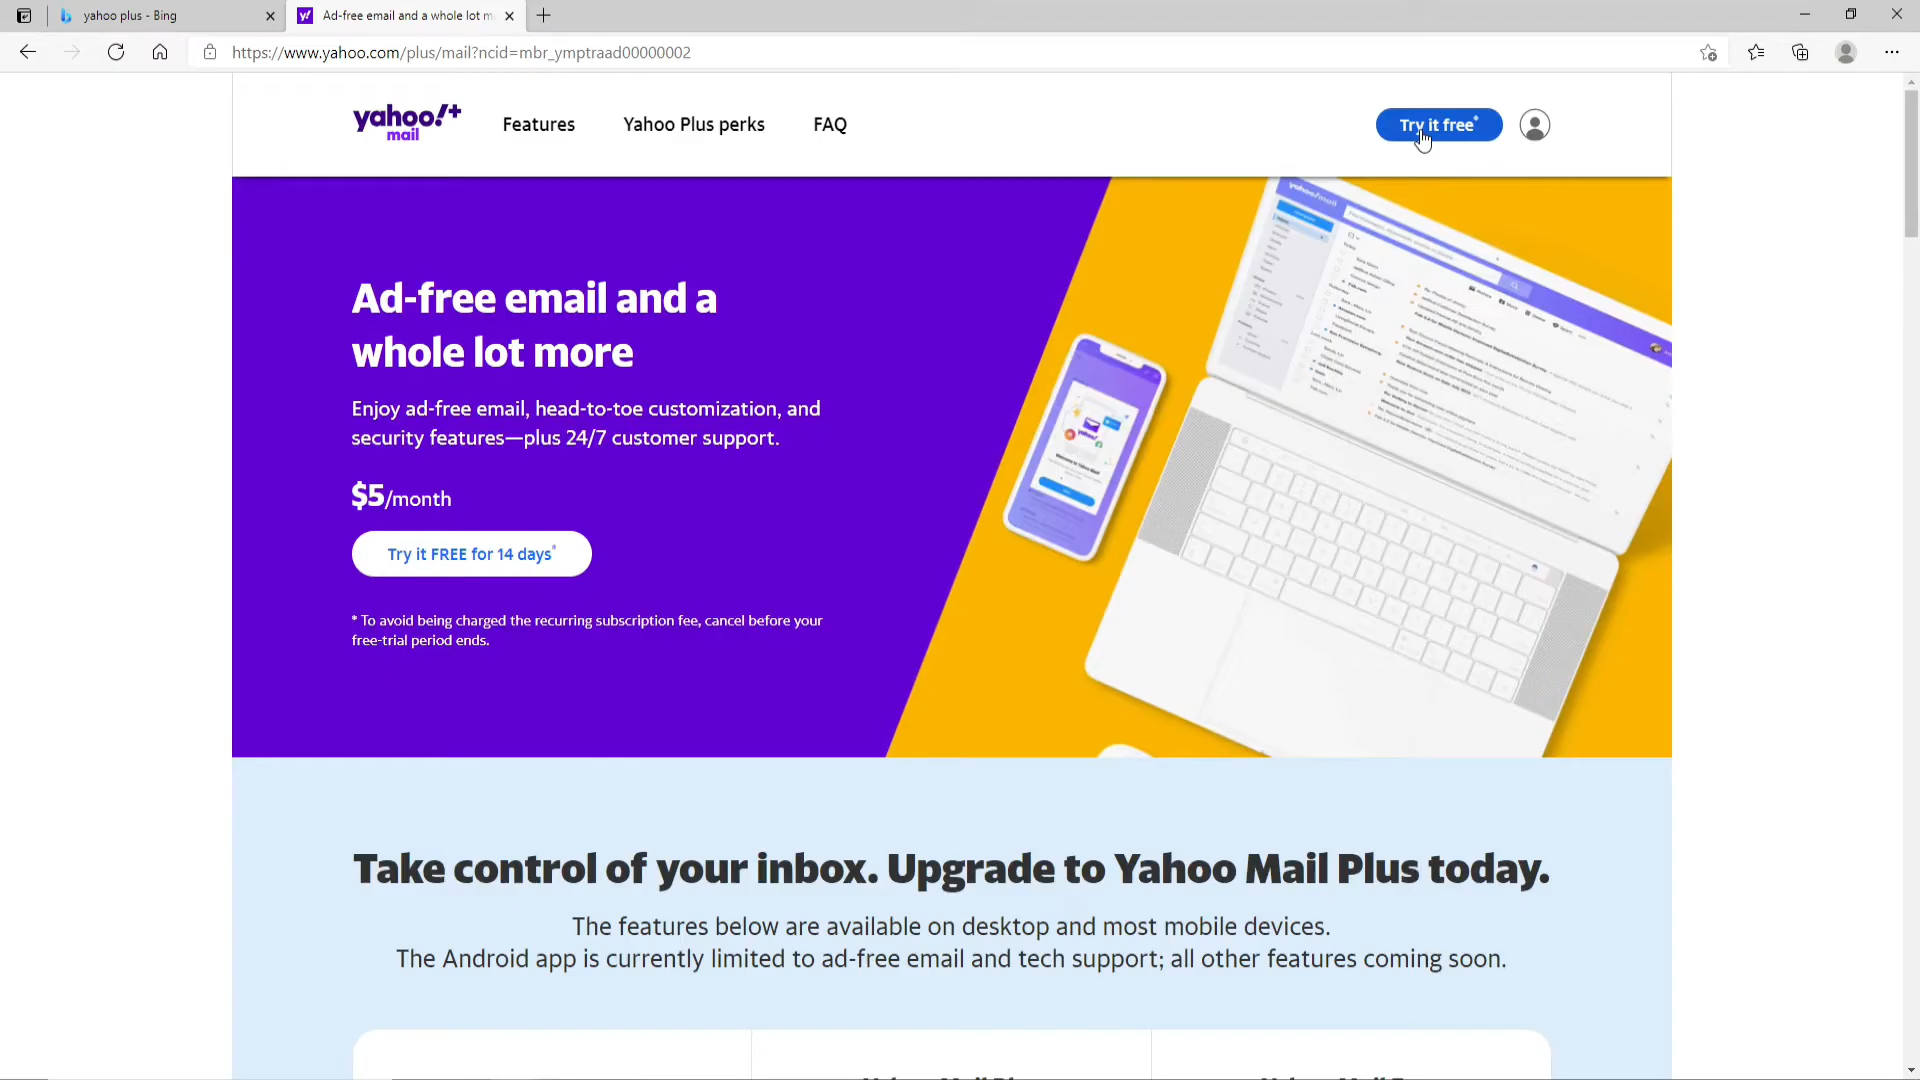 yahoo plus - Bing
Ad-free email and a whole lot m
https://www.yahoo.com/plus/mail?ncid=mbr_ymptraad00000002
yahoo!+
mail
Features
Yahoo Plus perks
FAQ
Try it free*
Ad-free email and a
whole lot more
Enjoy ad-free email, head-to-toe customization, and
security features—plus 24/7 customer support.
$5/month
Try it FREE for 14 days*
* To avoid being charged the recurring subscription fee, cancel before your
free-trial period ends.
yahoo!mail
Take control of your inbox. Upgrade to Yahoo Mail Plus today.
The features below are available on desktop and most mobile devices.
The Android app is currently limited to ad-free email and tech support; all other features coming soon.